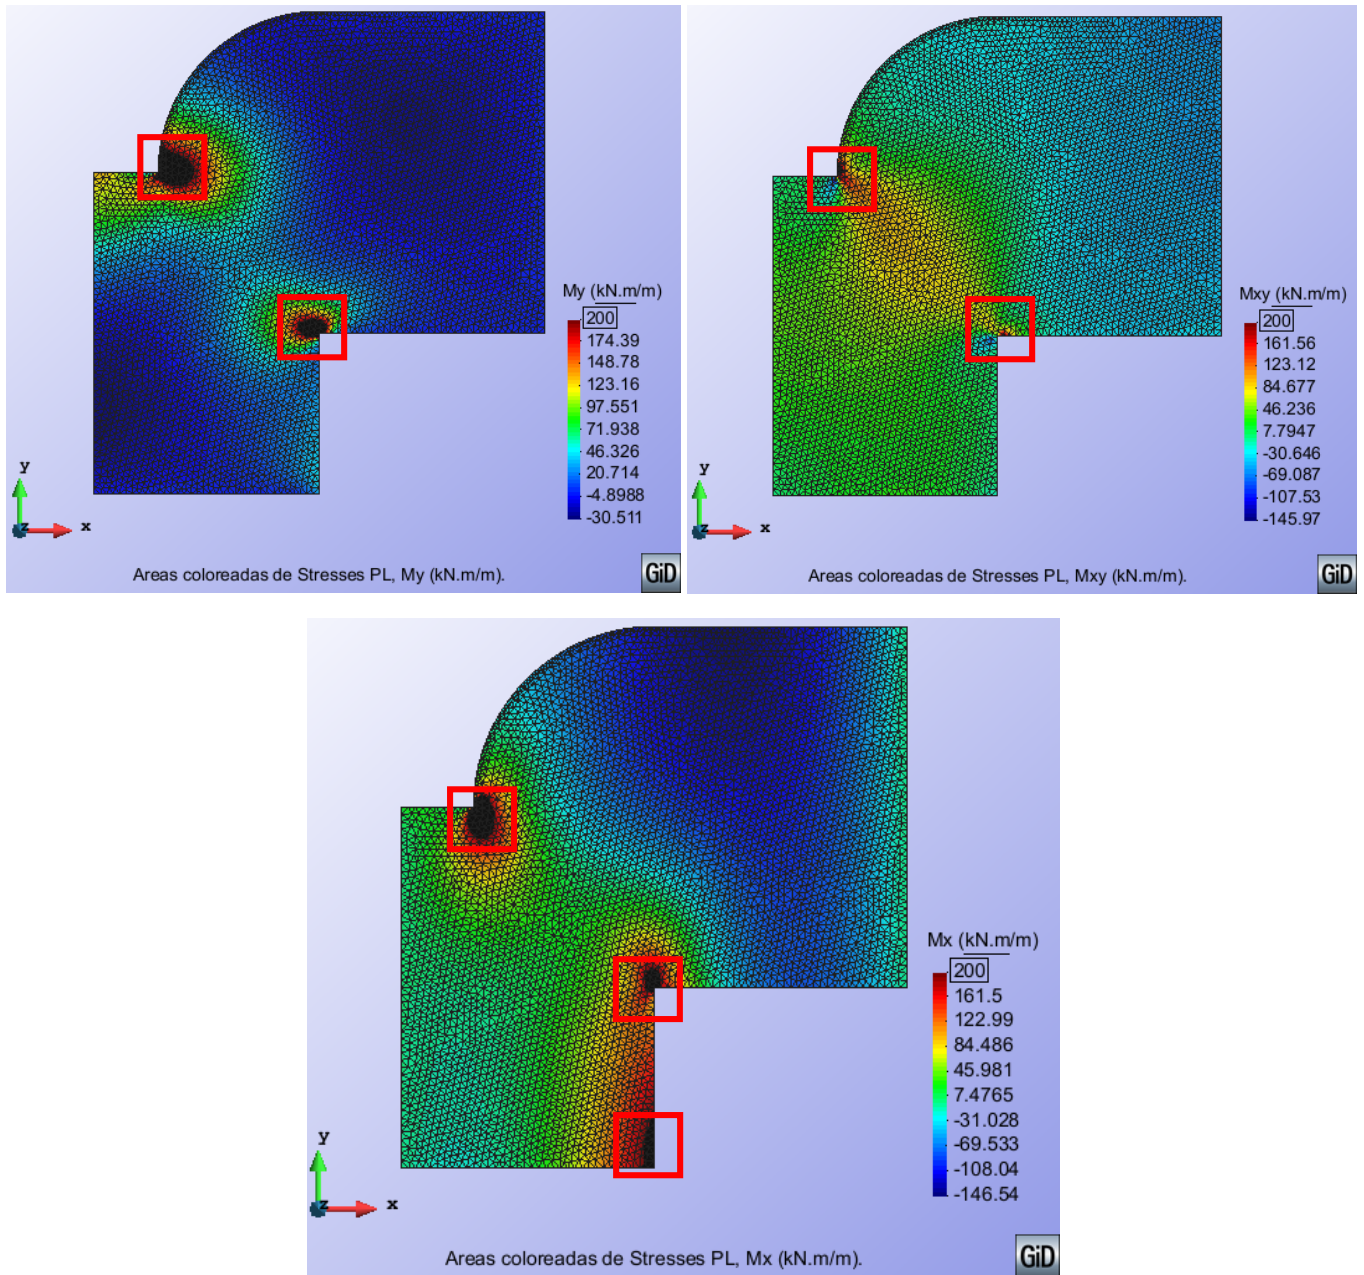 My (kN.m/m)
200
174.39
148.78
123.16
97.551
71.938
46.326
20.714
-4.8988
-30.511
y
z
x
Areas coloreadas de Stresses PL, My (kN.m/m).
GiD
Mxy (kN.m/m)
200
161.56
123.12
84.677
46.236
7.7947
-30.646
-69.087
-107.53
-145.97
y
z
x
Areas coloreadas de Stresses PL, Mxy (kN.m/m).
GiD
Mx (kN.m/m)
200
161.5
122.99
84.486
45.981
7.4765
-31.028
-69.533
-108.04
-146.54
y
z
x
Areas coloreadas de Stresses PL, Mx (kN.m/m).
GiD